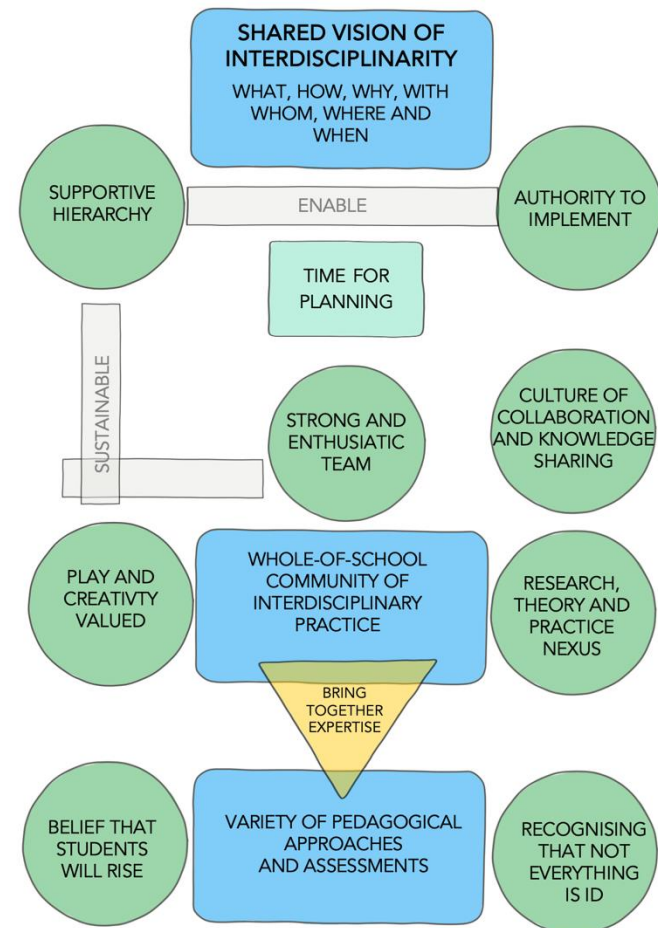 SHARED VISION OF
INTERDISCIPLINARITY
WHAT, HOW, WHY, WITH
WHOM, WHERE AND
WHEN
SUPPORTIVE
HIERARCHY
ENABLE
AUTHORITY TO
IMPLEMENT
TIME FOR
PLANNING
SUSTAINABLE
STRONG AND
ENTHUSIATIC
TEAM
CULTURE OF
COLLABORATION
AND KNOWLEDGE
SHARING
PLAY AND
CREATIVTY
VALUED
WHOLE-OF-SCHOOL
COMMUNITY OF
INTERDISCIPLINARY
PRACTICE
RESEARCH,
THEORY AND
PRACTICE
NEXUS
BRING
TOGETHER
EXPERTISE
BELIEF THAT
STUDENTS
WILL RISE
VARIETY OF PEDAGOGICAL
APPROACHES
AND ASSESSMENTS
RECOGNISING
THAT NOT
EVERYTHING
IS ID